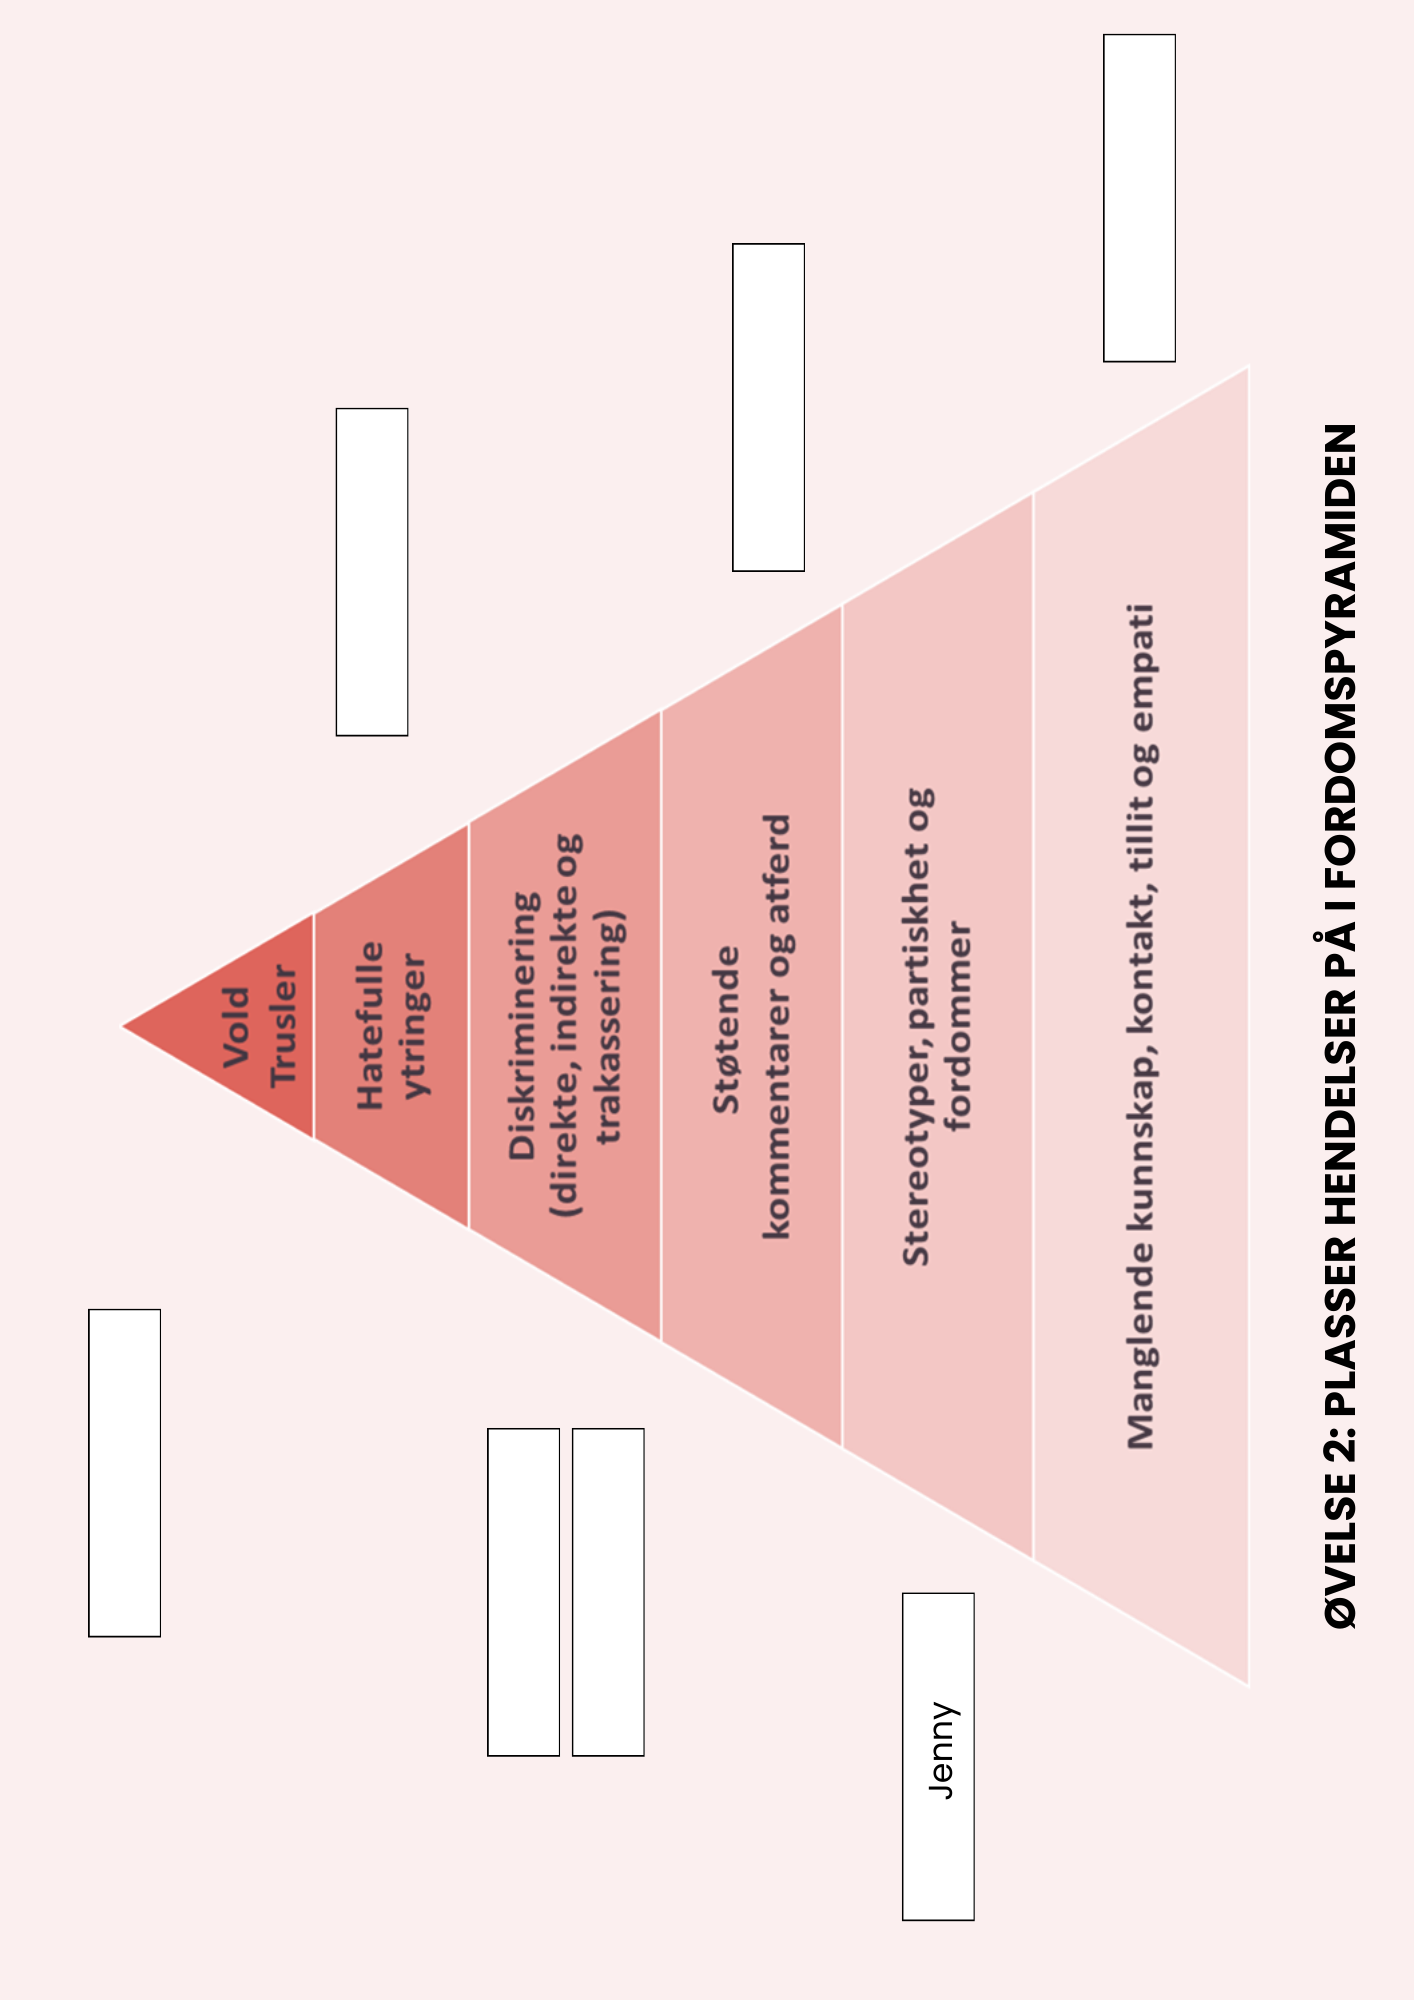 Vold
Trusler
Hatefulle
ytringer
Diskriminering
(direkte, indirekte og
trakassering)
Støtende
kommentarer og atferd
Stereotyper, partiskhet og
fordommer
Jenny
Manglende kunnskap, kontakt, tillit og empati
ØVELSE 2: PLASSER HENDELSER PÅ I FORDOMSPYRAMIDEN